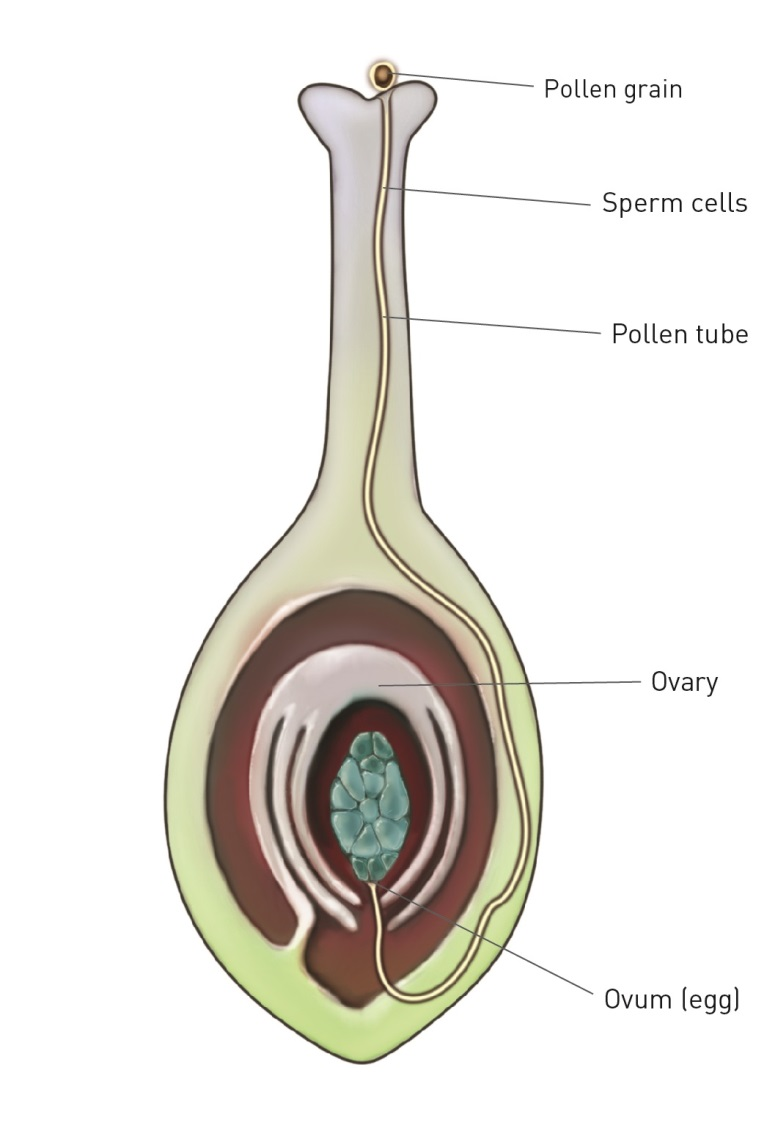 Pollen grain
Sperm cells
Pollen tube
Ovary
Ovum (egg)